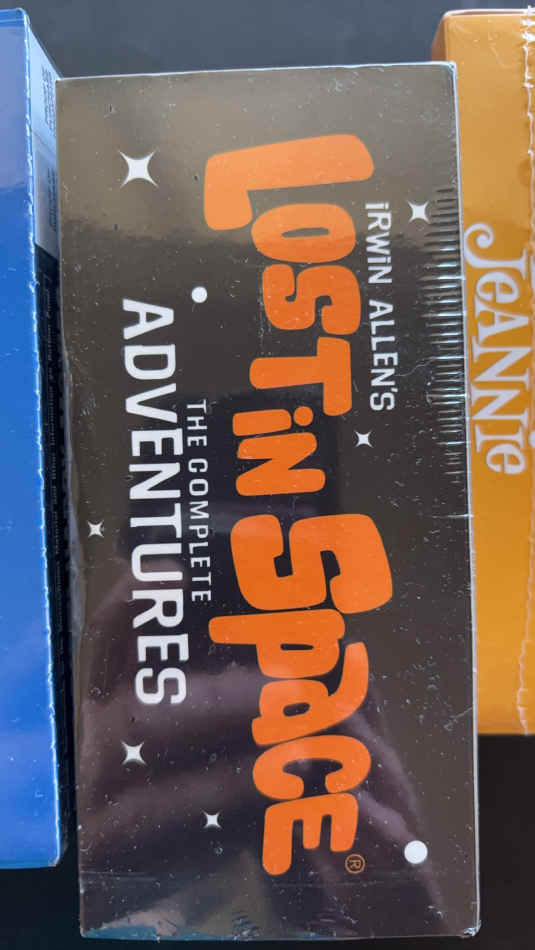 iRWiN ALLEN'S
LOST iN SPaCE®
THE COMPLETE
ADVENTURES
JeANNie